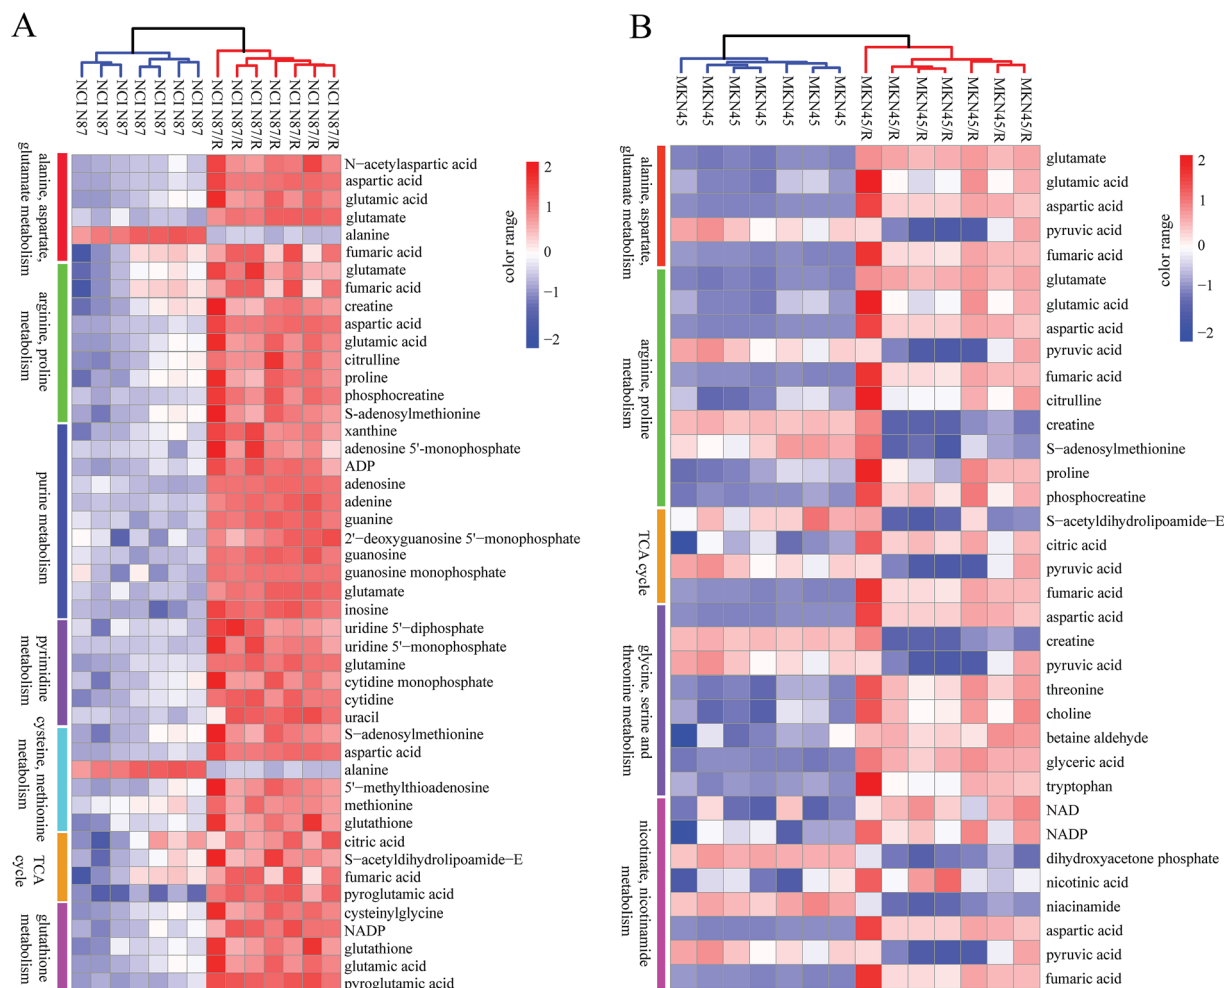 A
NCI N87
NCI N87
NCI N87
NCI N87
NCI N87
NCI N87
NCI N87
NCI N87/R
NCI N87/R
NCI N87/R
NCI N87/R
NCI N87/R
NCI N87/R
NCI N87/R
alanine, aspartate,
glutamate metabolism
N−acetylaspartic acid
aspartic acid
glutamic acid
glutamate
alanine
fumaric acid
arginine, proline
metabolism
glutamate
fumaric acid
creatine
aspartic acid
glutamic acid
citrulline
proline
phosphocreatine
S-adenosylmethionine
purine metabolism
xanthine
adenosine 5'-monophosphate
ADP
adenosine
adenine
guanine
2'−deoxyguanosine 5'−monophosphate
guanosine
guanosine monophosphate
glutamate
inosine
pyrimidine
metabolism
uridine 5'−diphosphate
uridine 5'−monophosphate
glutamine
cytidine monophosphate
cytidine
uracil
cysteine, methionine
metabolism
S−adenosylmethionine
aspartic acid
alanine
5'−methylthioadenosine
methionine
glutathione
TCA
cycle
citric acid
S−acetyldihydrolipoamide−E
fumaric acid
pyroglutamic acid
glutathione
metabolism
cysteinylglycine
NADP
glutathione
glutamic acid
pyroglutamic acid
2
1
0
−1
−2
color range
B
MKN45
MKN45
MKN45
MKN45
MKN45
MKN45
MKN45
MKN45/R
MKN45/R
MKN45/R
MKN45/R
MKN45/R
MKN45/R
MKN45/R
alanine, aspartate,
glutamate metabolism
glutamate
glutamic acid
aspartic acid
pyruvic acid
fumaric acid
arginine, proline
metabolism
glutamate
glutamic acid
aspartic acid
pyruvic acid
fumaric acid
citrulline
creatine
S−adenosylmethionine
proline
phosphocreatine
TCA cycle
S−acetyldihydrolipoamide−E
citric acid
pyruvic acid
fumaric acid
glycine, serine and
threonine metabolism
aspartic acid
creatine
pyruvic acid
threonine
choline
betaine aldehyde
glyceric acid
tryptophan
nicotinate, nicotinamide
metabolism
NAD
NADP
dihydroxyacetone phosphate
nicotinic acid
niacinamide
aspartic acid
pyruvic acid
fumaric acid
color range
2
1
0
−1
−2